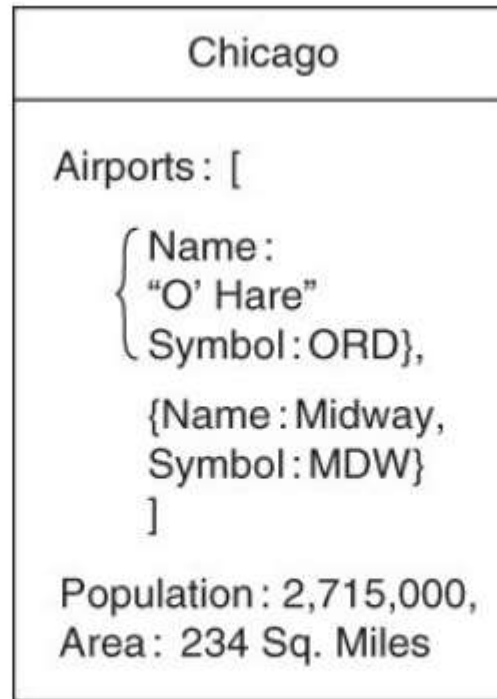 Chicago
Airports: [
{ Name:
“O’ Hare”
Symbol:ORD},
{Name:Midway,
Symbol:MDW}
]
Population: 2,715,000,
Area: 234 Sq. Miles